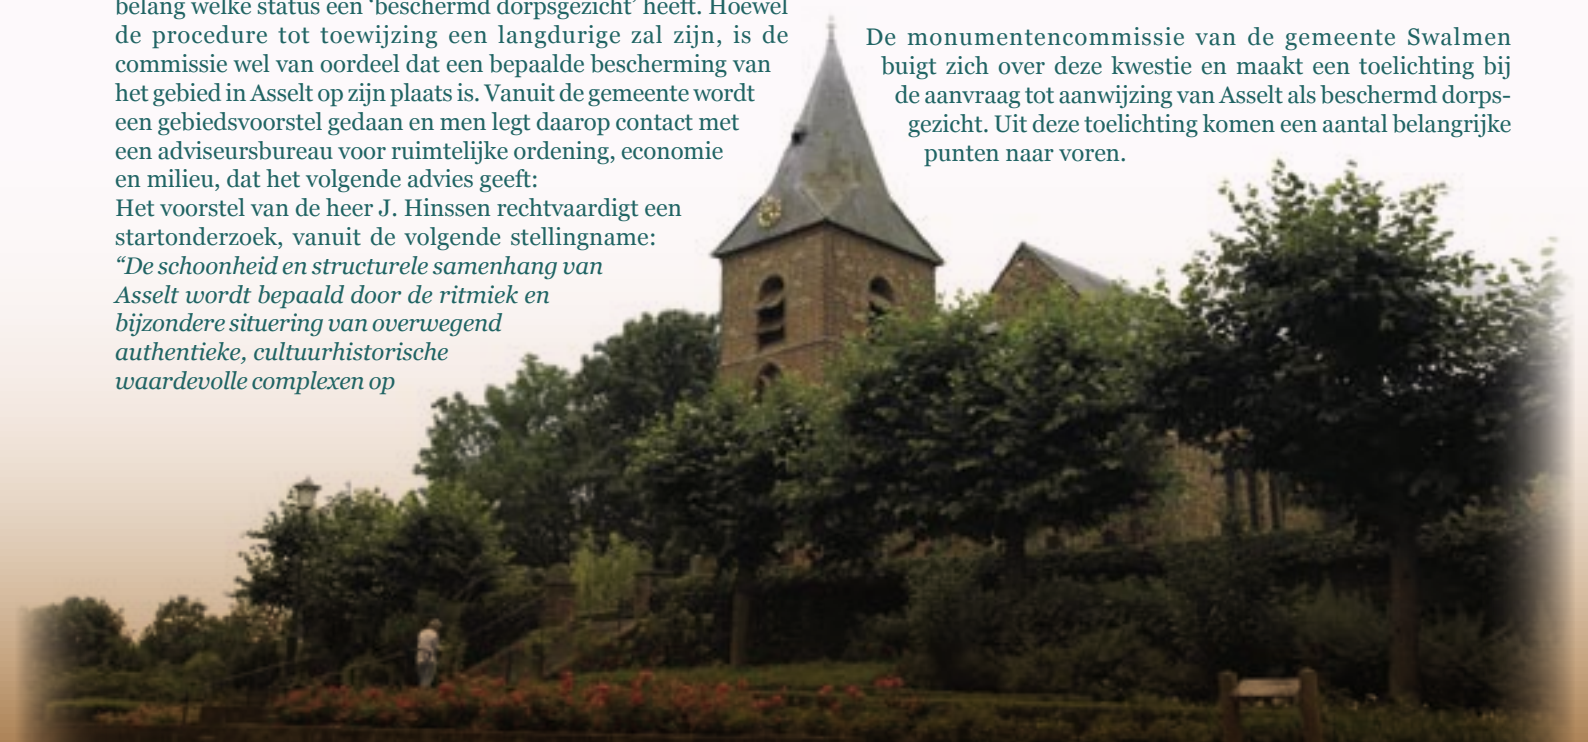 belang welke status een ‘beschermd dorpsgezicht’ heeft. Hoewel
de procedure tot toewijzing een langdurige zal zijn, is de
commissie wel van oordeel dat een bepaalde bescherming van
het gebied in Asselt op zijn plaats is. Vanuit de gemeente wordt
een gebiedsvoorstel gedaan en men legt daarop contact met
een adviseursbureau voor ruimtelijke ordening, economie
en milieu, dat het volgende advies geeft:
Het voorstel van de heer J. Hinssen rechtvaardigt een
startonderzoek, vanuit de volgende stellingname:
“De schoonheid en structurele samenhang van
Asselt wordt bepaald door de ritmiek en
bijzondere situering van overwegend
authentieke, cultuurhistorische
waardevolle complexen op
De monumentencommissie van de gemeente Swalmen
buigt zich over deze kwestie en maakt een toelichting bij
de aanvraag tot aanwijzing van Asselt als beschermd dorps-
gezicht. Uit deze toelichting komen een aantal belangrijke
punten naar voren.